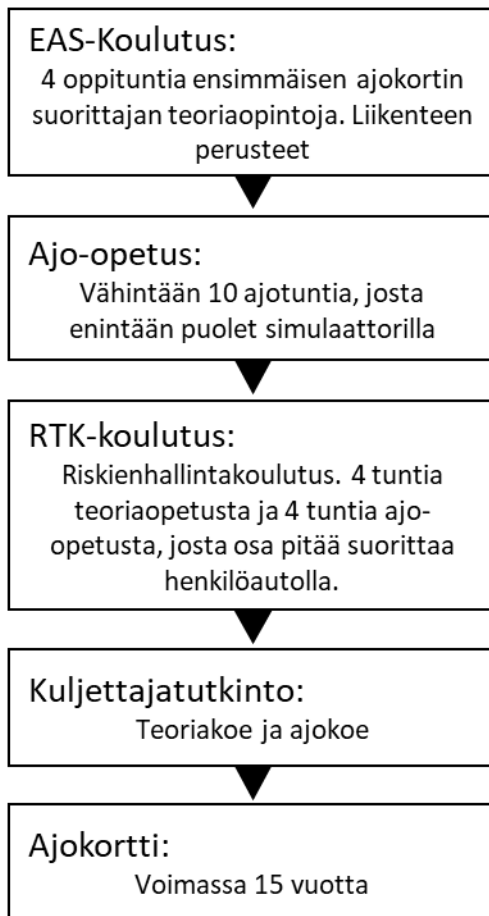 EAS-Koulutus:
4 oppituntia ensimmäisen ajokortin
suorittajan teoriaopintoja. Liikenteen
perusteet
Ajo-opetus:
Vähintään 10 ajotuntia, josta
enintään puolet simulaattorilla
RTK-koulutus:
Riskienhallintakoulutus. 4 tuntia
teoriaopetusta ja 4 tuntia ajo-
opetusta, josta osa pitää suorittaa
henkilöautolla.
Kuljettajatutkinto:
Teoriakoe ja ajokoe
Ajokortti:
Voimassa 15 vuotta